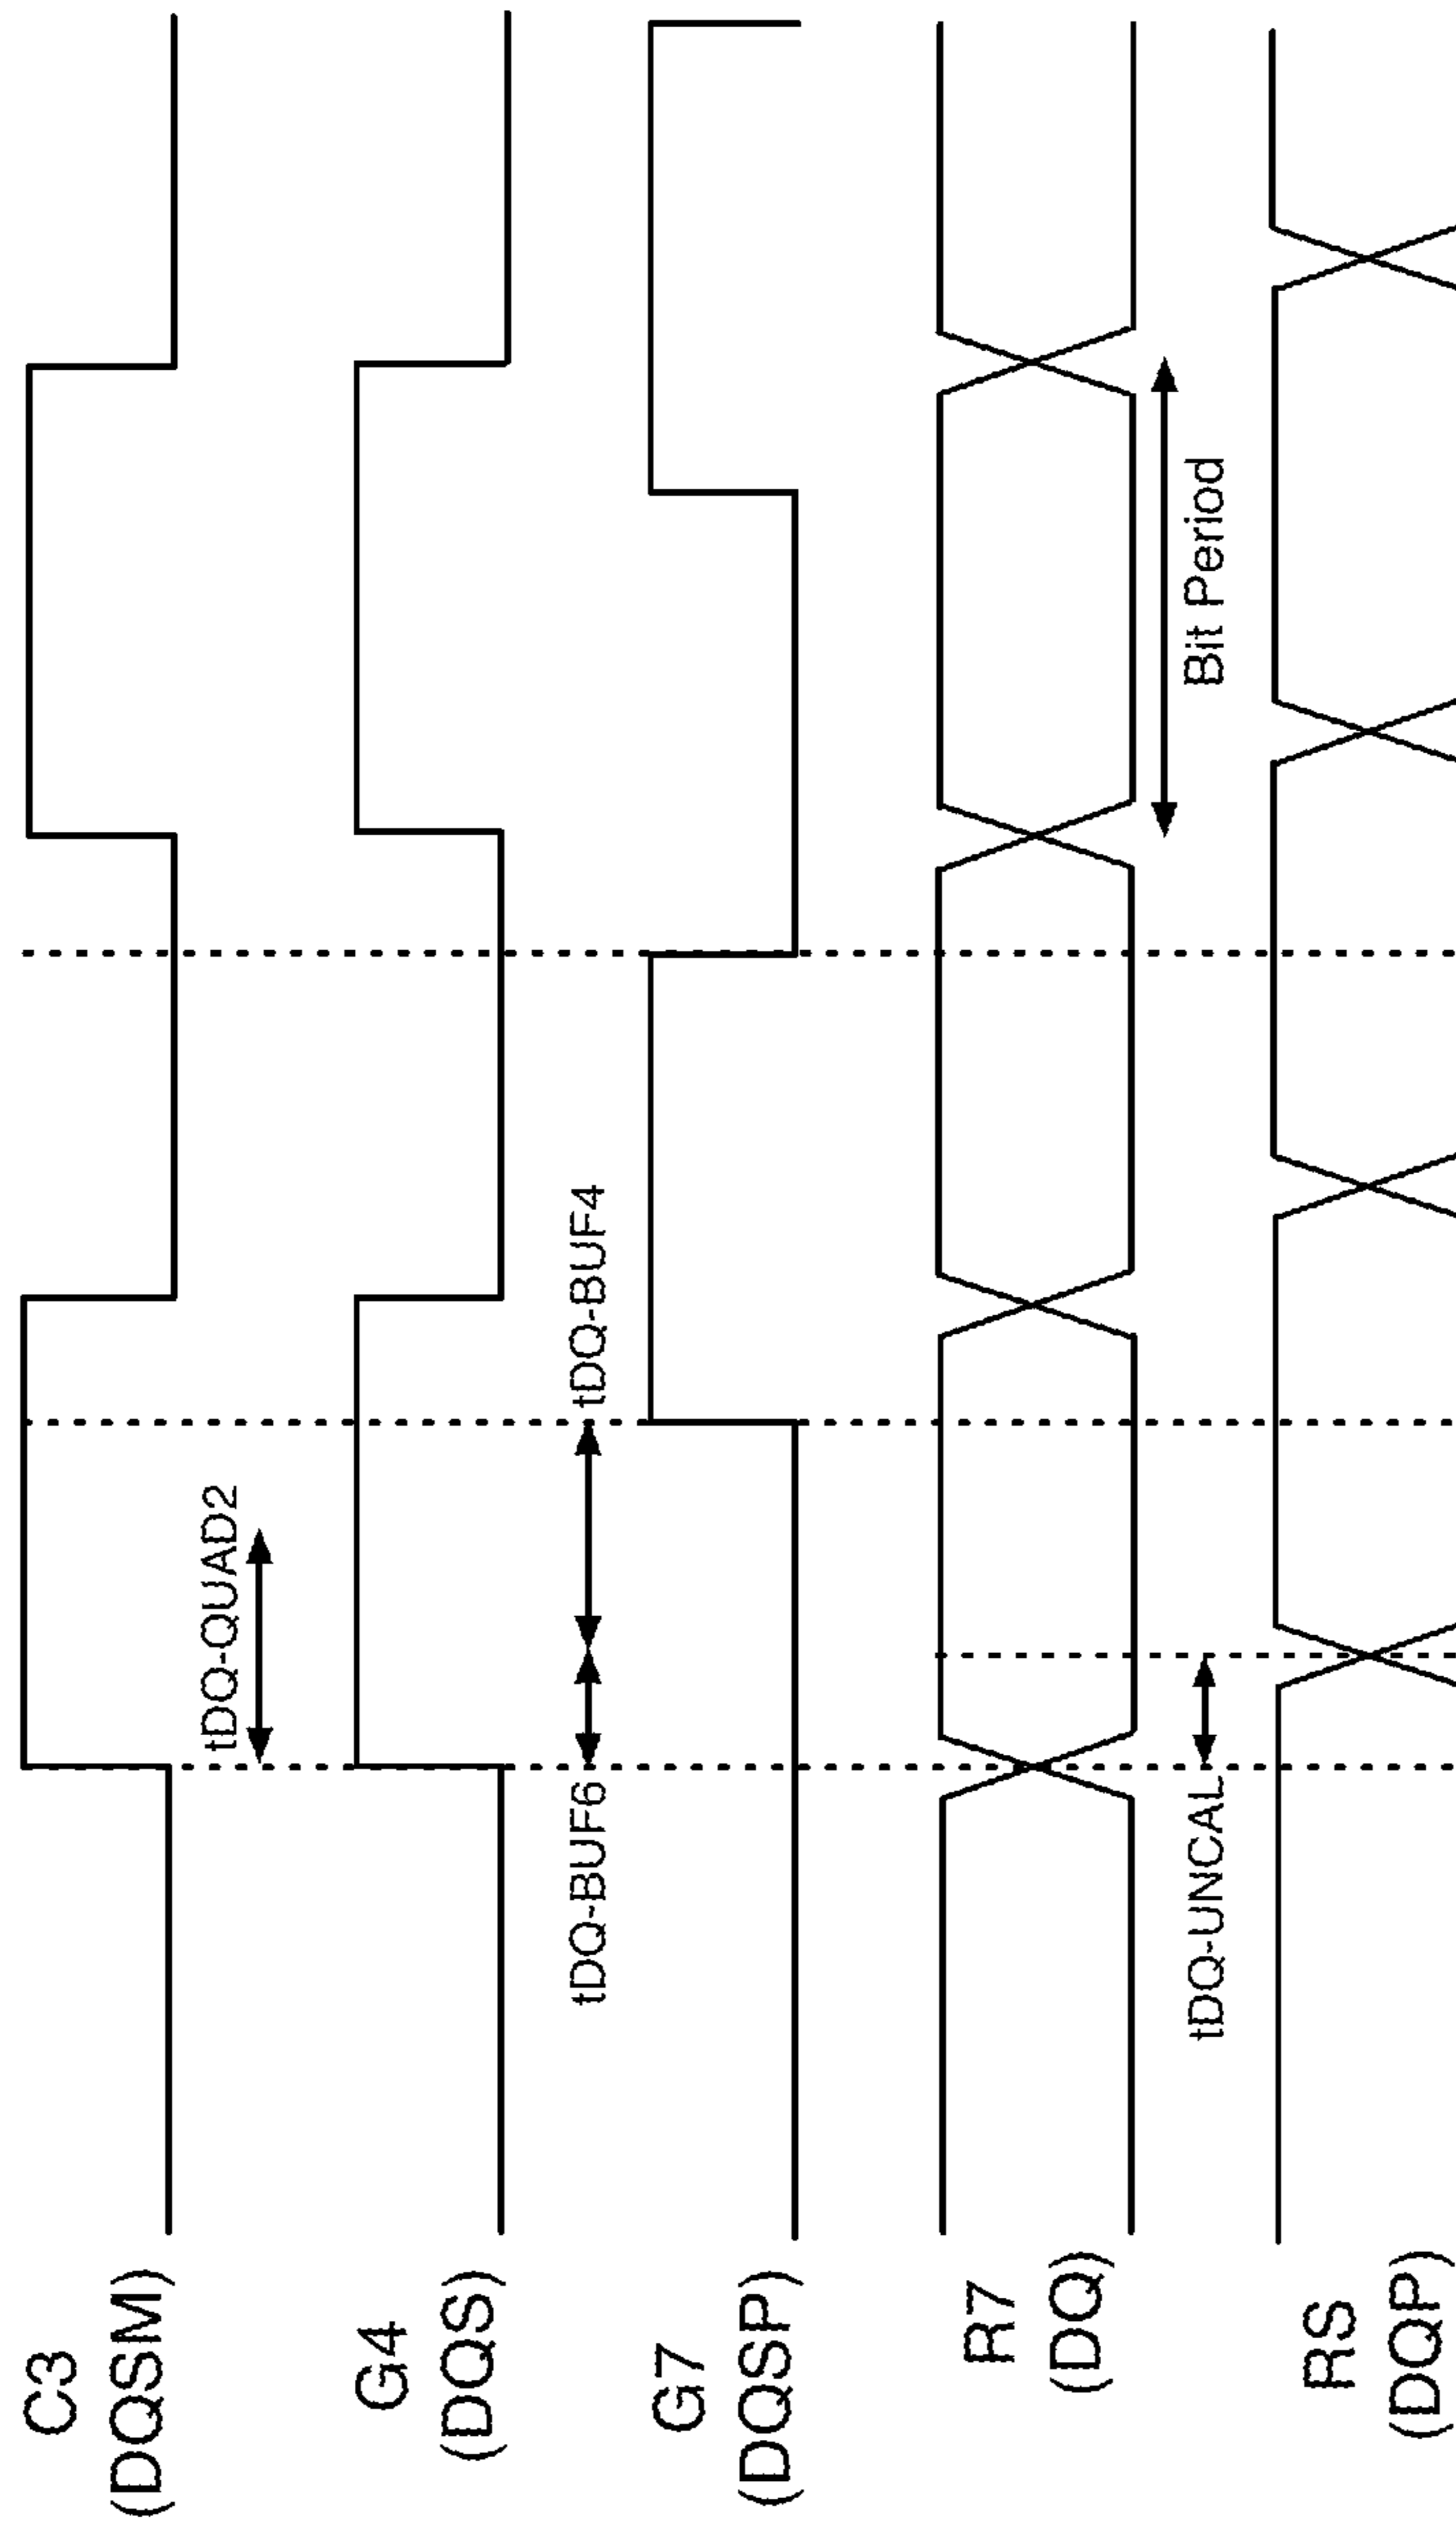 C3
(DQSM)
tDQ-QUAD2
G4
(DQS)
tDQ-BUF6
tDQ-BUF4
G7
(DQSP)
R7
(DQ)
Bit Period
tDQ-UNCAL
RS
(DQP)